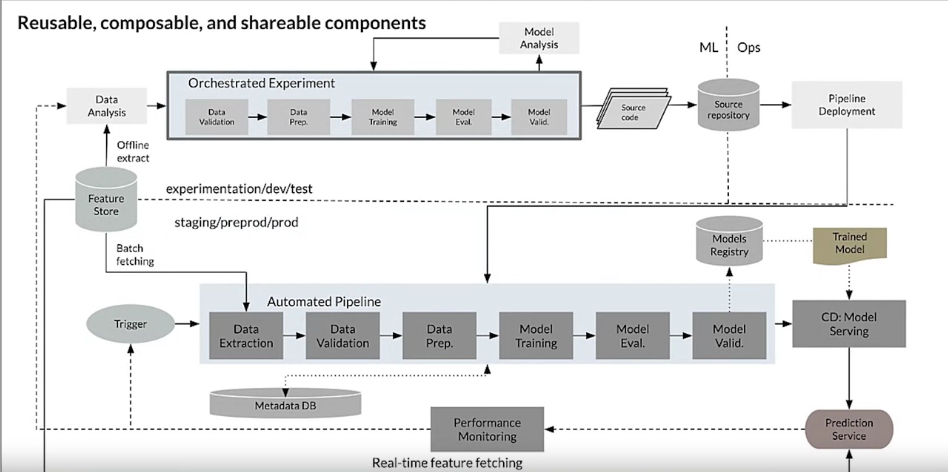 Reusable, composable, and shareable components
Model
Analysis
ML
Ops
Orchestrated Experiment
Data
Analysis
Data
Validation
Data
Prep.
Model
Training
Model
Eval.
Model
Valid.
Source
code
Source
repository
Pipeline
Deployment
Offline
extract
Feature
Store
experimentation/dev/test
staging/preprod/prod
Batch
fetching
Models
Registry
Trained
Model
Automated Pipeline
Trigger
Data
Extraction
Data
Validation
Data
Prep.
Model
Training
Model
Eval.
Model
Valid.
CD: Model
Serving
Metadata DB
Performance
Monitoring
Prediction
Service
Real-time feature fetching